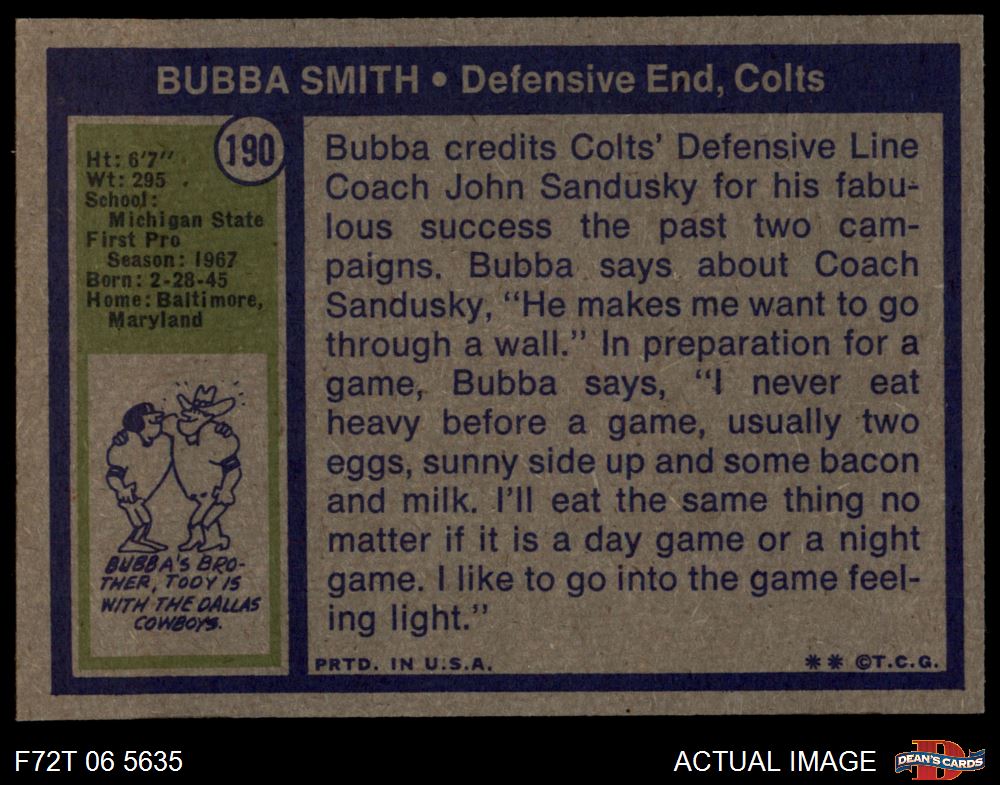 BUBBA SMITH • Defensive End, Colts
190
Ht: 6'7"
Wt: 295
School:
Michigan State
First Pro
Season: 1967
Born: 2-28-45
Home: Baltimore,
Maryland
BUBBA'S BRO-
THER, TODY IS
WITH THE DALLAS
COWBOYS.
Bubba credits Colts' Defensive Line
Coach John Sandusky for his fabu-
lous success the past two cam-
paigns. Bubba says about Coach
Sandusky, "He makes me want to go
through a wall." In preparation for a
game, Bubba says, "I never eat
heavy before a game, usually two
eggs, sunny side up and some bacon
and milk. I'll eat the same thing no
matter if it is a day game or a night
game. I like to go into the game feel-
ing light."
PRTD. IN U.S.A.
** ©T.C.G.
F72T 06 5635
ACTUAL IMAGE
DEAN'S CARDS